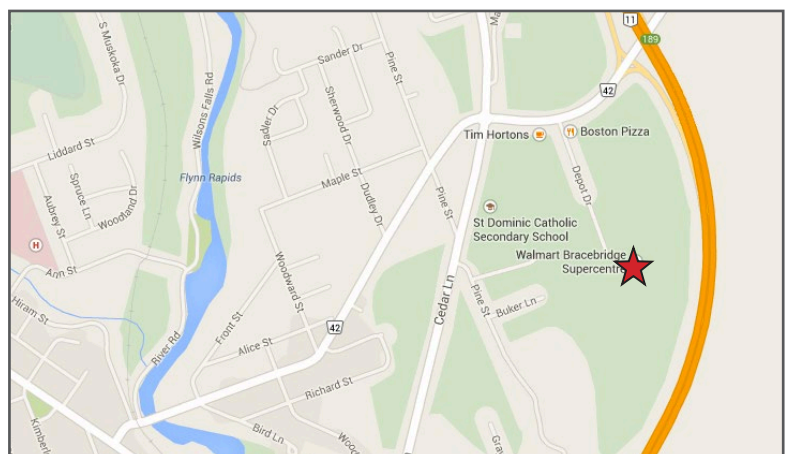 11
189
S Muskoka Dr
Wilsons Falls Rd
Sander Dr
Pine St
42
Sadler Dr
Sherwood Dr
Tim Hortons
Boston Pizza
Liddard St
Flynn Rapids
Maple St
Depot Dr
Aubrey St
Spruce Ln
Woodland Dr
Dudley Dr
Pine St
St Dominic Catholic
Secondary School
H
Walmart Bracebridge
Supercentre
Ann St
Woodward St
Cedar Ln
Pine St
Buker Ln
Hiram St
Front St
42
River Rd
Alice St
Richard St
Bird Ln